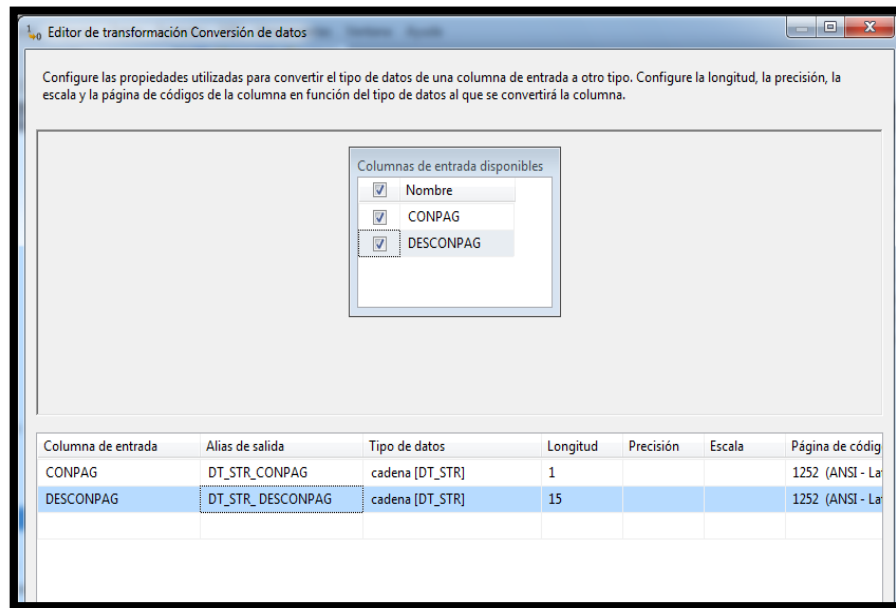 Editor de transformación Conversión de datos
Configure las propiedades utilizadas para convertir el tipo de datos de una columna de entrada a otro tipo. Configure la longitud, la precisión, la
escala y la página de códigos de la columna en función del tipo de datos al que se convertirá la columna.
Columnas de entrada disponibles
Nombre
CONPAG
DESCONPAG
Columna de entrada Alias de salida Tipo de datos Longitud Precisión Escala Página de códig
CONPAG DT_STR_CONPAG cadena [DT_STR] 1 1252 (ANSI - La
DESCONPAG DT_STR_DESCONPAG cadena [DT_STR] 15 1252 (ANSI - La